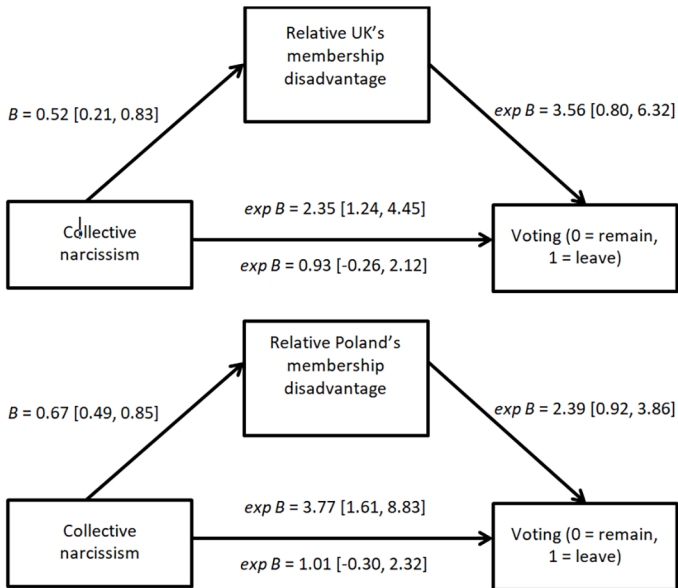 Relative UK's
membership
disadvantage
B = 0.52 [0.21, 0.83]
exp B = 3.56 [0.80, 6.32]
exp B = 2.35 [1.24, 4.45]
Collective
narcissism
Voting (0 = remain,
1 = leave)
exp B = 0.93 [-0.26, 2.12]
Relative Poland's
membership
disadvantage
B = 0.67 [0.49, 0.85]
exp B = 2.39 [0.92, 3.86]
exp B = 3.77 [1.61, 8.83]
Collective
narcissism
Voting (0 = remain,
1 = leave)
exp B = 1.01 [-0.30, 2.32]